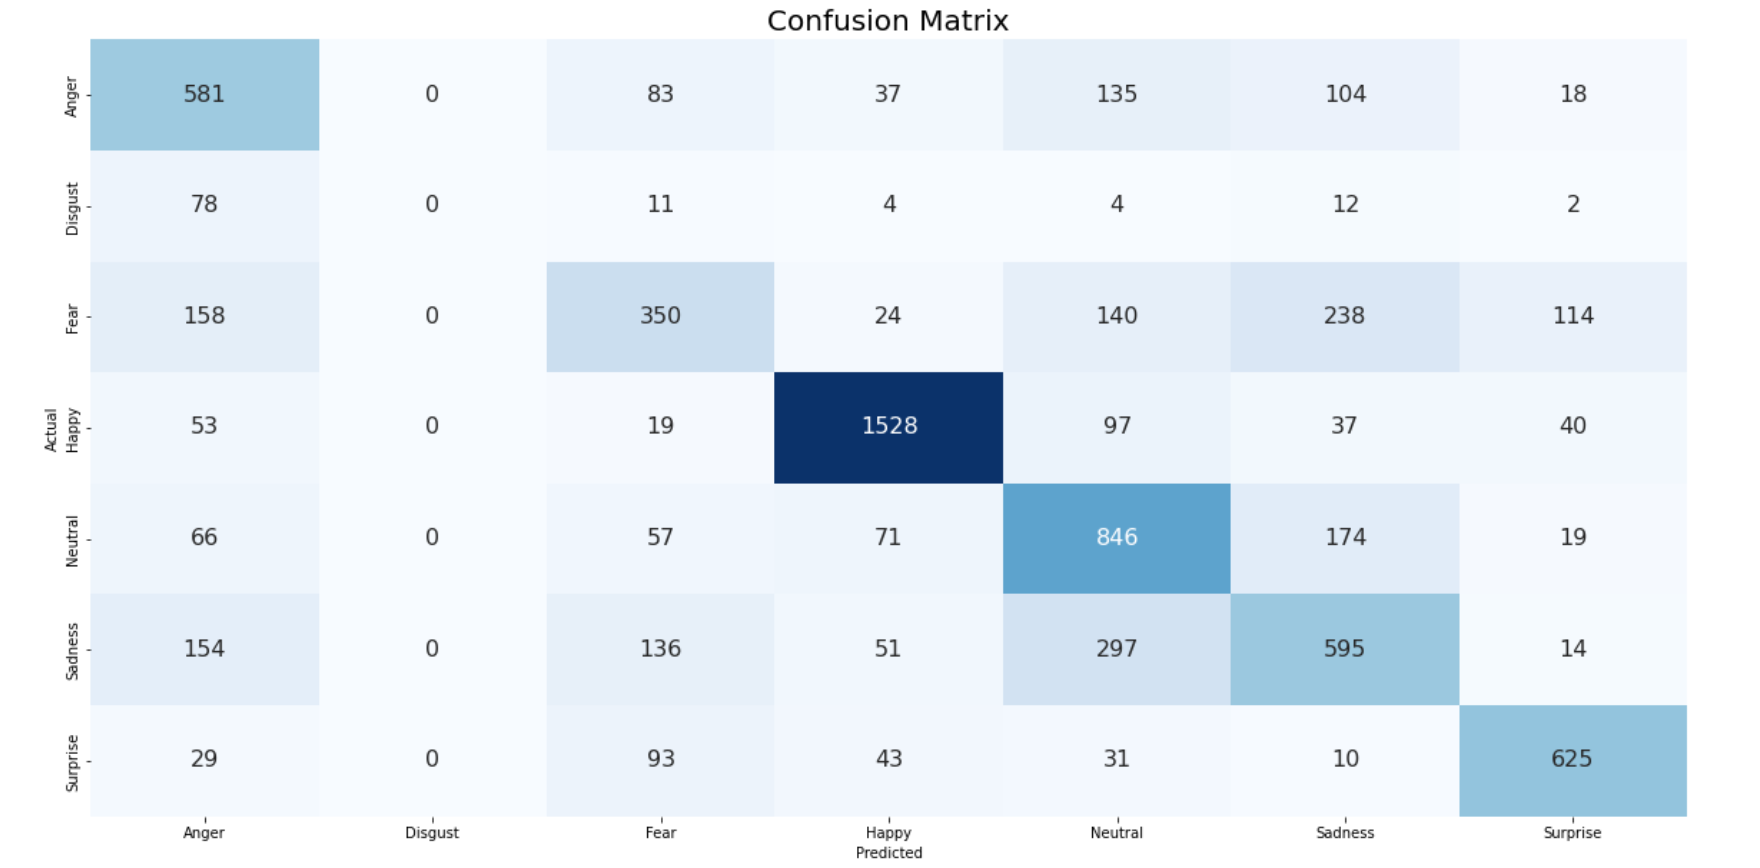 Confusion Matrix
Anger 581 0 83 37 135 104 18
Disgust 78 0 11 4 4 12 2
Fear 158 0 350 24 140 238 114
Actual
Happy 53 0 19 1528 97 37 40
Neutral 66 0 57 71 846 174 19
Sadness 154 0 136 51 297 595 14
Surprise 29 0 93 43 31 10 625
Anger Disgust Fear Happy Neutral Sadness Surprise
Predicted